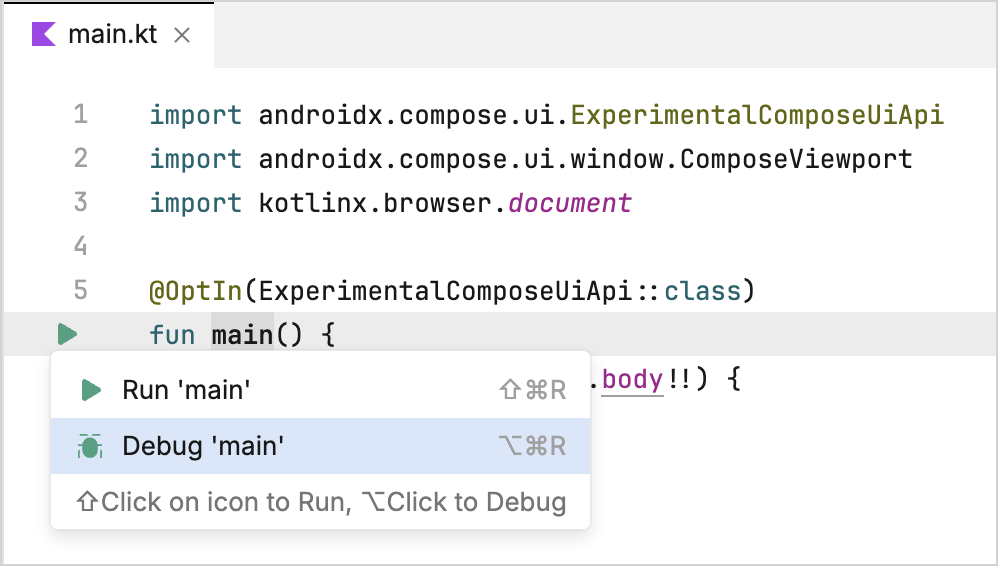 main.kt
1 import androidx.compose.ui.ExperimentalComposeUiApi
2 import androidx.compose.ui.window.ComposeViewport
3 import kotlinx.browser.document
4
5 @OptIn(ExperimentalComposeUiApi::class)
fun main() {
.body!!) {
Run 'main' ⇧⌘R
Debug 'main' ⌥⌘R
⇧Click on icon to Run, ⌥Click to Debug